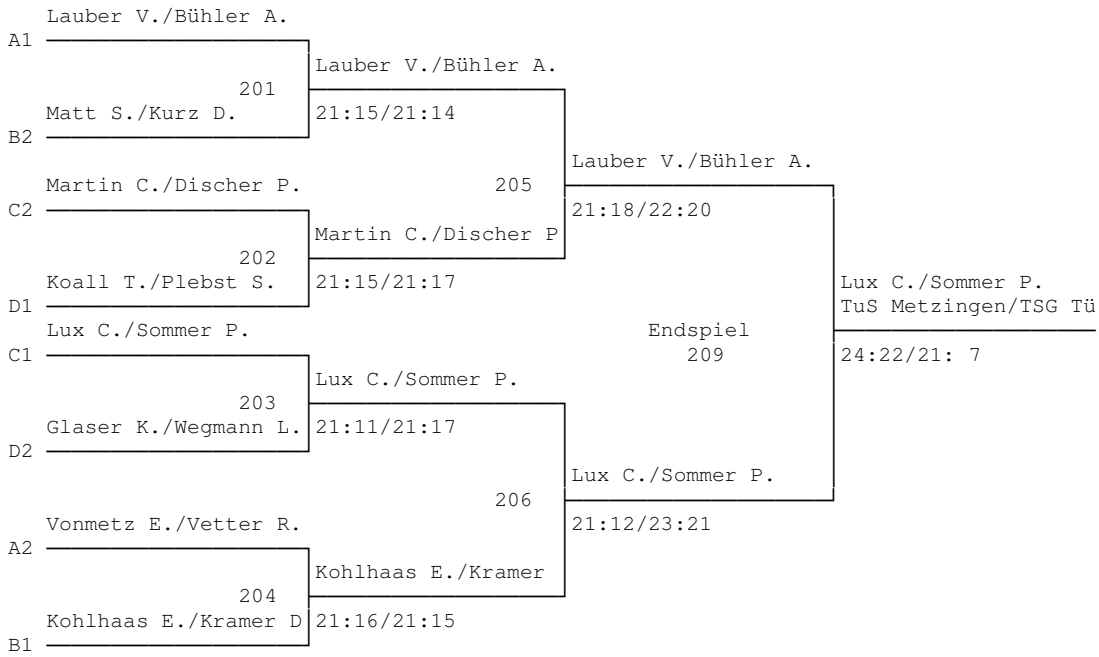 Lauber V./Bühler A.
A1
Lauber V./Bühler A.
201
Matt S./Kurz D. 21:15/21:14
B2
Lauber V./Bühler A.
Martin C./Discher P. 205
C2 21:18/22:20
Martin C./Discher P
202
Koall T./Plebst S. 21:15/21:17 Lux C./Sommer P.
D1 TuS Metzingen/TSG Tü
Lux C./Sommer P. Endspiel
C1 209 24:22/21: 7
Lux C./Sommer P.
203
Glaser K./Wegmann L. 21:11/21:17
D2
Lux C./Sommer P.
206
Vonmetz E./Vetter R. 21:12/23:21
A2
Kohlhaas E./Kramer
204
Kohlhaas E./Kramer D 21:16/21:15
B1